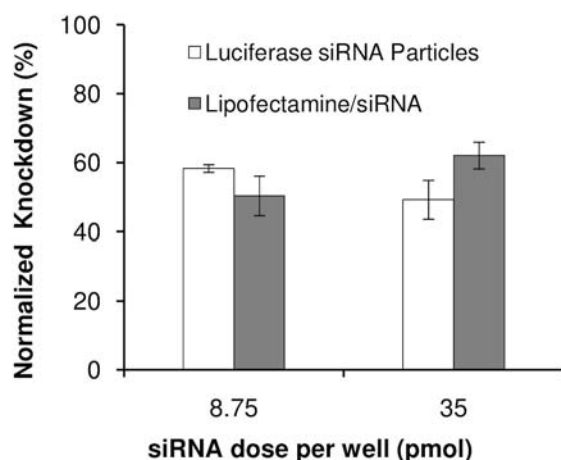 Normalized Knockdown (%)
100
80
60
40
20
0
Luciferase siRNA Particles
Lipofectamine/siRNA
8.75
35
siRNA dose per well (pmol)